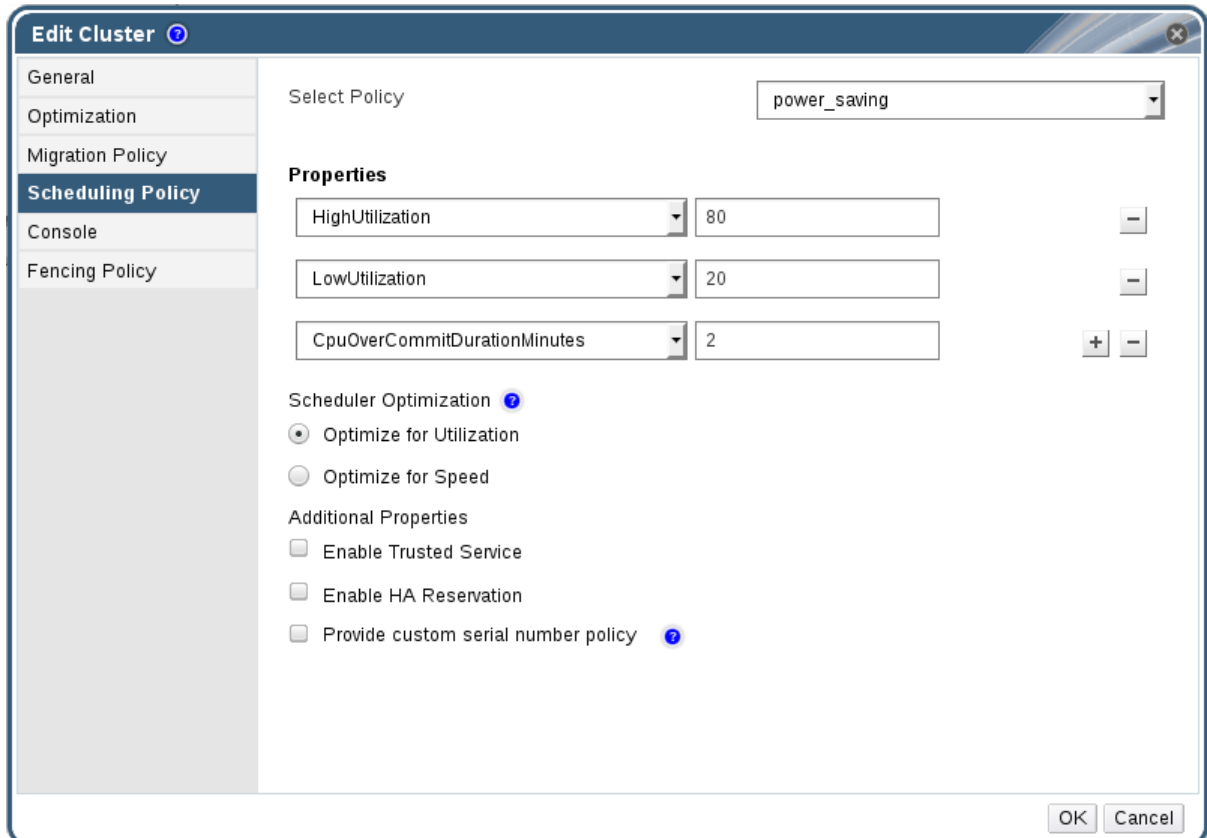 Edit Cluster ?
General
Optimization
Migration Policy
Scheduling Policy
Console
Fencing Policy
Select Policy power_saving
Properties
HighUtilization 80
LowUtilization 20
CpuOverCommitDurationMinutes 2
Scheduler Optimization ?
Optimize for Utilization
Optimize for Speed
Additional Properties
Enable Trusted Service
Enable HA Reservation
Provide custom serial number policy ?
OK Cancel